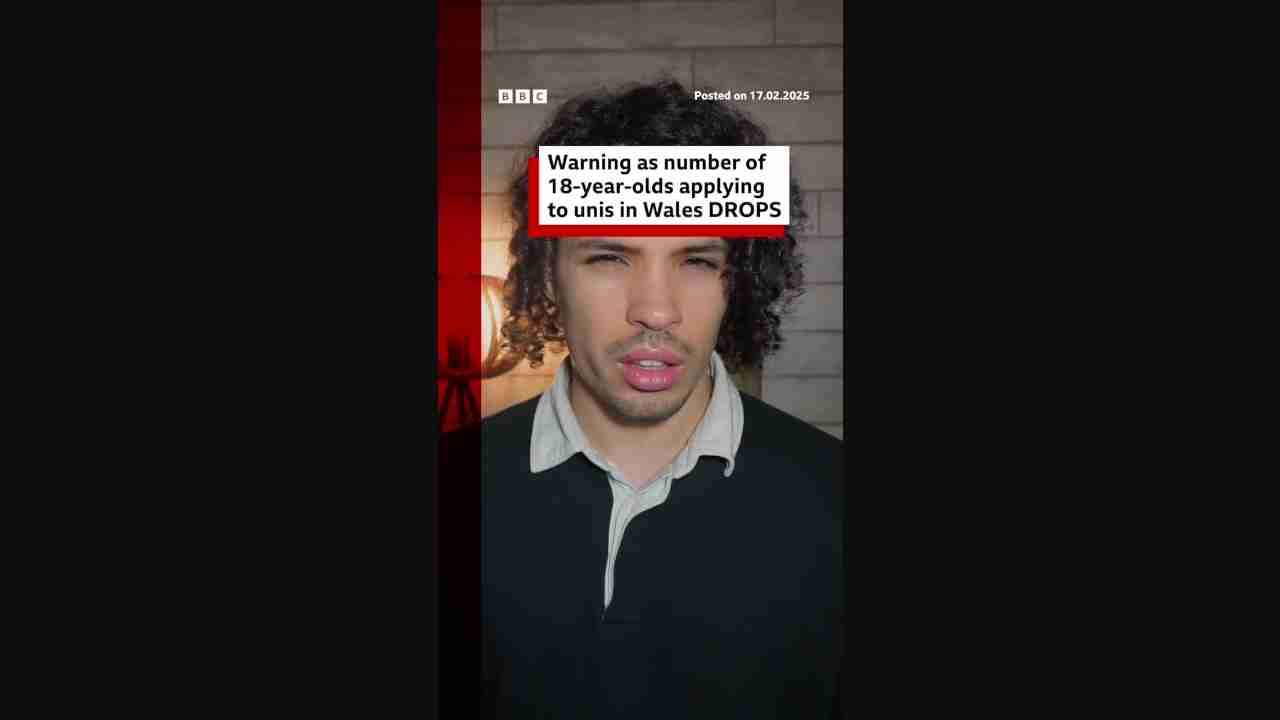 BBC
Posted on 17.02.2025
Warning as number of
18-year-olds applying
to unis in Wales DROPS